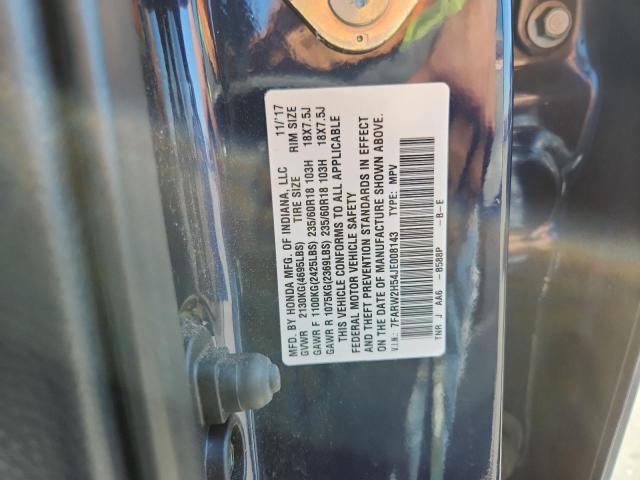 MFD. BY HONDA MFG. OF INDIANA, LLC 11/'17
GVWR 2130KG(4695LBS) TIRE SIZE RIM SIZE
GAWR F 1100KG(2425LBS) 235/60R18 103H 18X7.5J
GAWR R 1075KG(2369LBS) 235/60R18 103H 18X7.5J
THIS VEHICLE CONFORMS TO ALL APPLICABLE
FEDERAL MOTOR VEHICLE SAFETY
AND THEFT PREVENTION STANDARDS IN EFFECT
ON THE DATE OF MANUFACTURE SHOWN ABOVE.
V.I.N.: 7FARW2H54JE008143 TYPE: MPV
TNR J AA6 -B588P -B-E